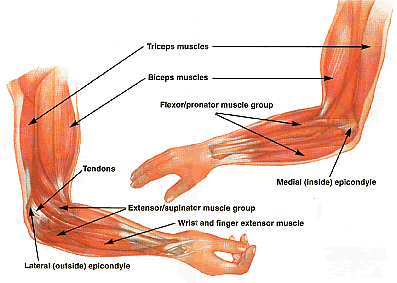 Triceps muscles
Biceps muscles
Flexor/pronator muscle group
Tendons
Medial (inside) epicondyle
Extensor/supinator muscle group
Wrist and finger extensor muscle
Lateral (outside) epicondyle